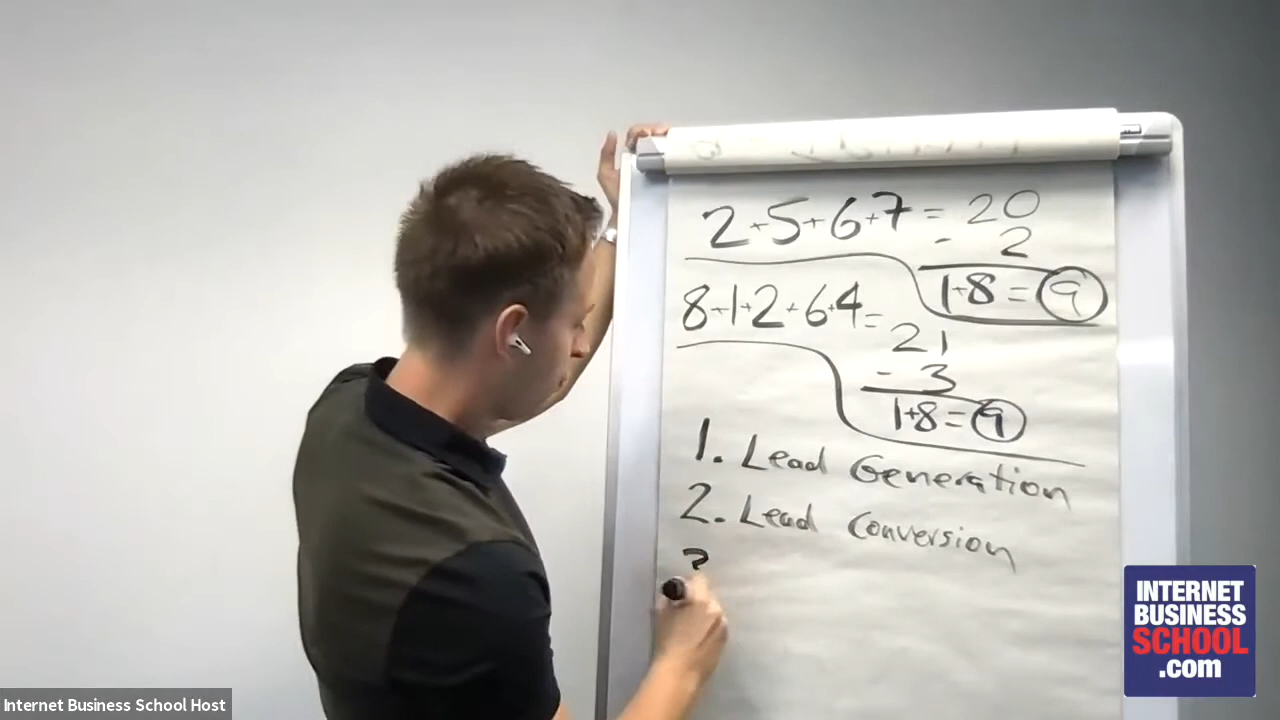 2+5+6+7=20
- 2
1+8=9
8+1+2+6+4=
21
- 3
1+8=9
1. Lead Generation
2. Lead Conversion
INTERNET
BUSINESS
SCHOOL
.com
Internet Business School Host